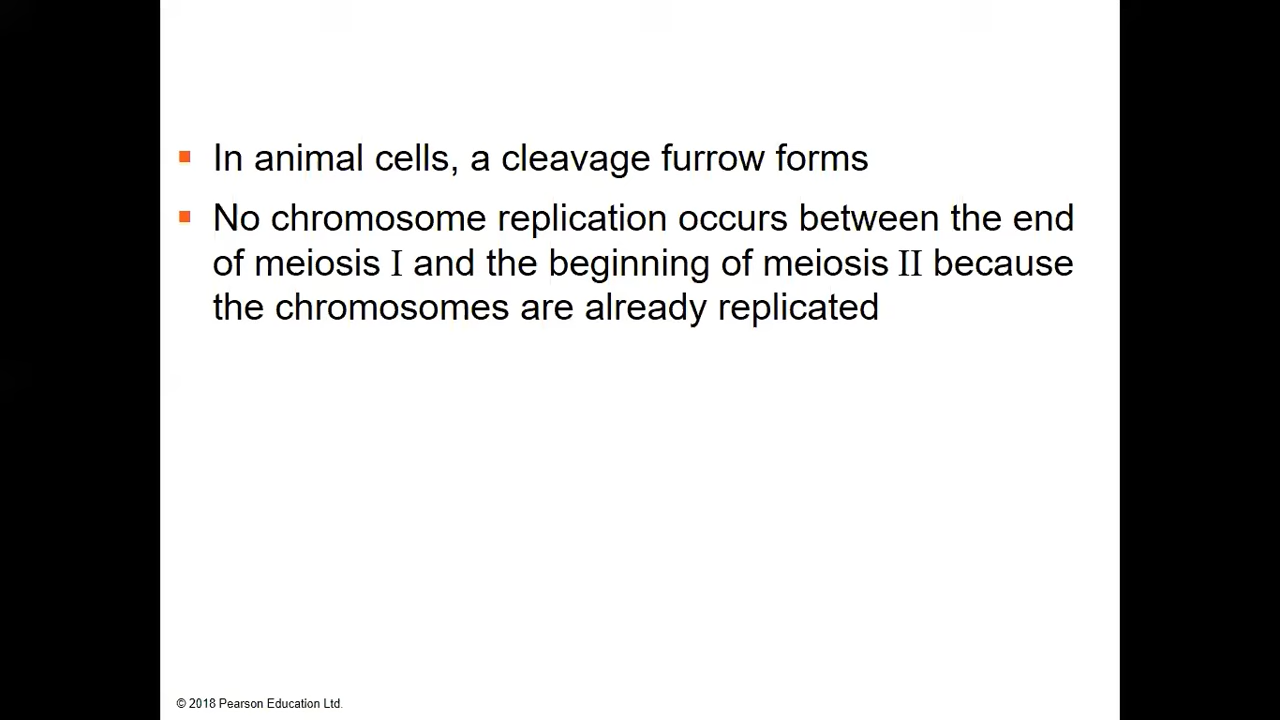 In animal cells, a cleavage furrow forms
No chromosome replication occurs between the end
of meiosis I and the beginning of meiosis II because
the chromosomes are already replicated
© 2018 Pearson Education Ltd.